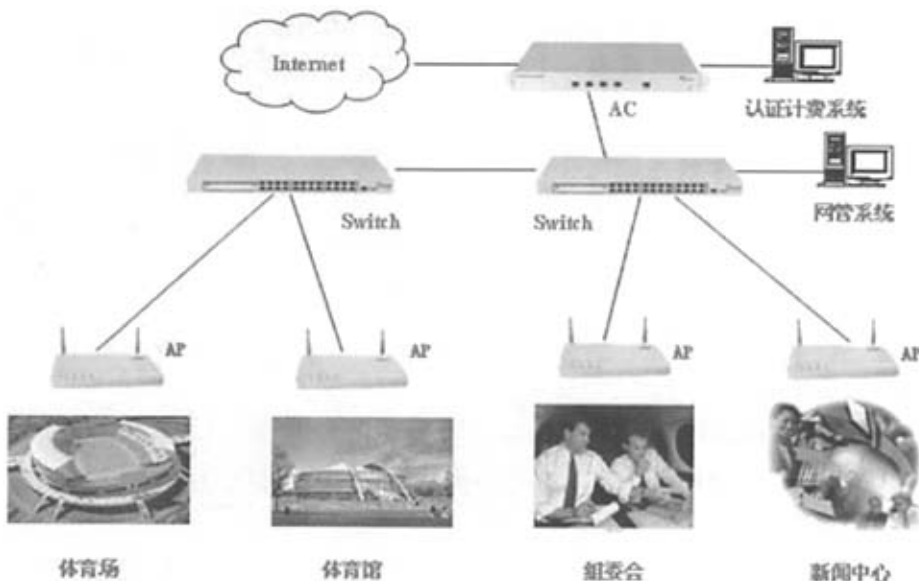 Internet
AC
认证计费系统
Switch
Switch
网管系统
AP
AP
AP
AP
体育场
体育馆
组委会
新闻中心